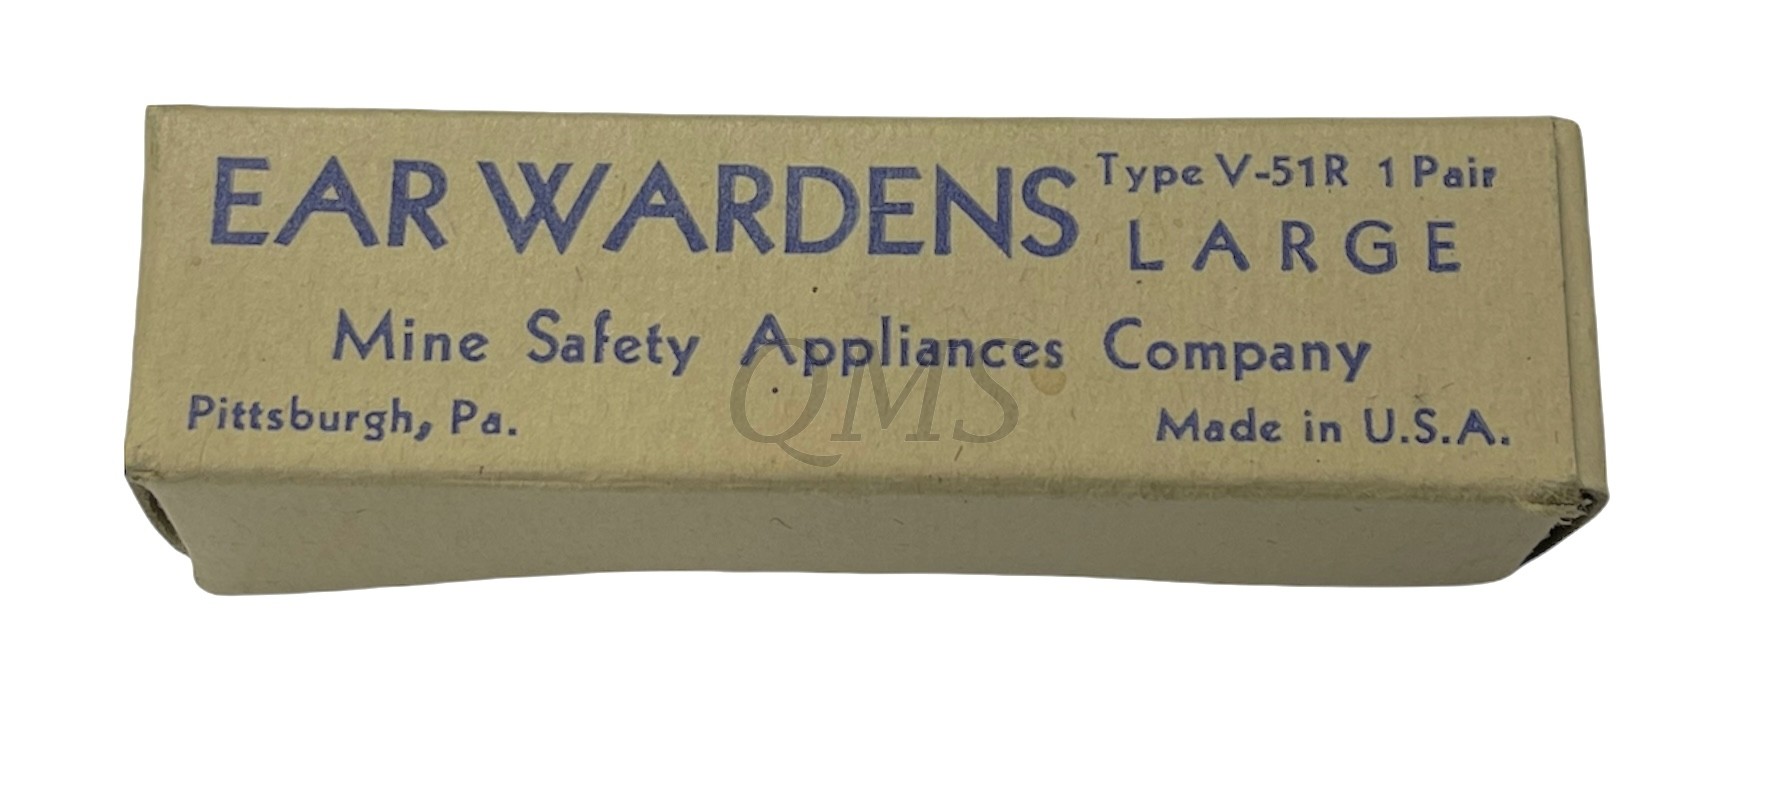 EAR WARDENS Type V-51R 1 Pair
LARGE
Mine Safety Appliances Company
QMS
Pittsburgh, Pa. Made in U.S.A.